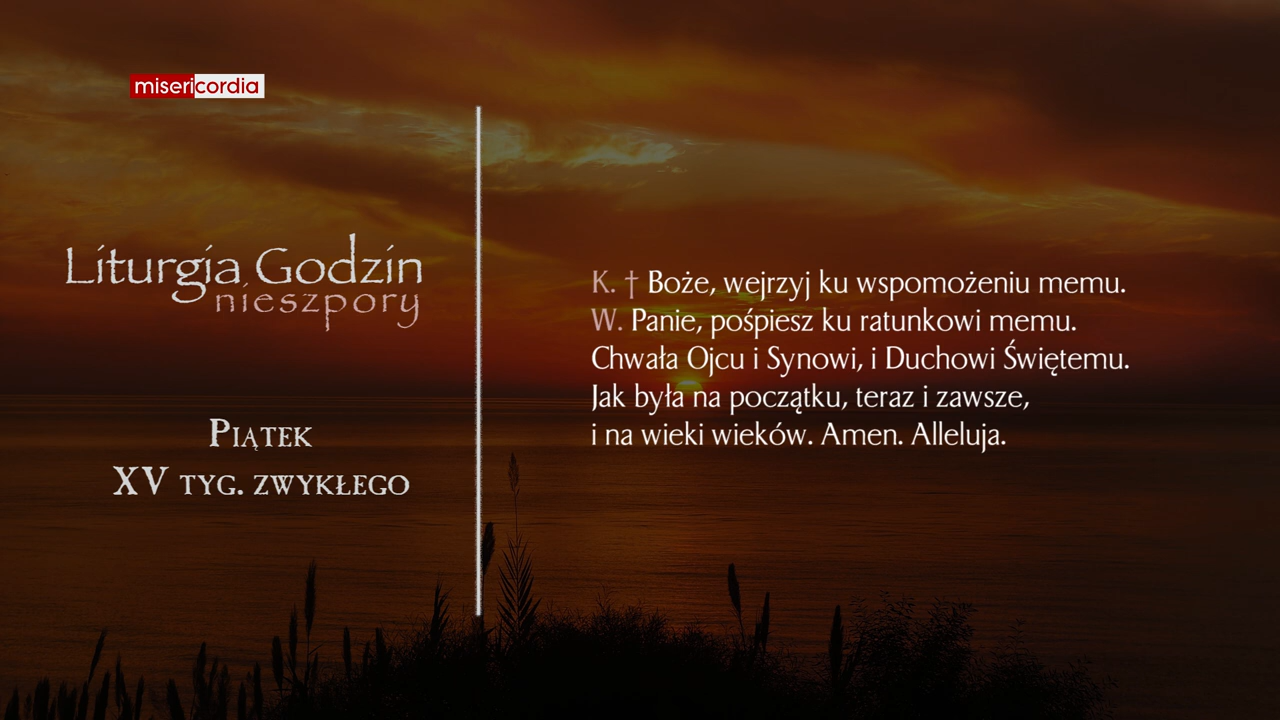 misericordia
Liturgia Godzin
nieszpory
Piątek
XV tyg. zwykłego
K. † Boże, wejrzyj ku wspomożeniu memu.
W. Panie, pośpiesz ku ratunkowi memu.
Chwała Ojcu i Synowi, i Duchowi Świętemu.
Jak była na początku, teraz i zawsze,
i na wieki wieków. Amen. Alleluja.